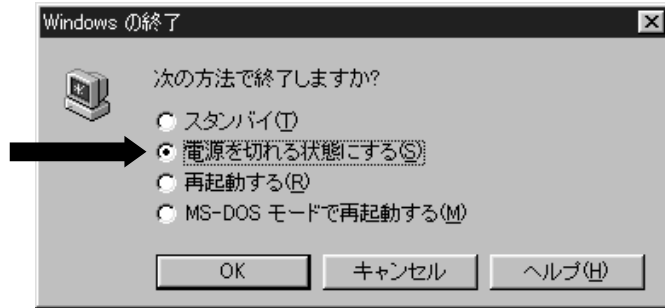 Windows の終了
次の方法で終了しますか?
スタンバイ(T)
電源を切れる状態にする(S)
再起動する(R)
MS-DOS モードで再起動する(M)
OK キャンセル ヘルプ(H)